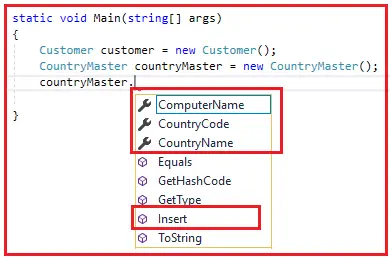 static void Main(string[] args)
{
Customer customer = new Customer();
CountryMaster countryMaster = new CountryMaster();
countryMaster.
ComputerName
CountryCode
CountryName
Equals
GetHashCode
GetType
Insert
ToString
}